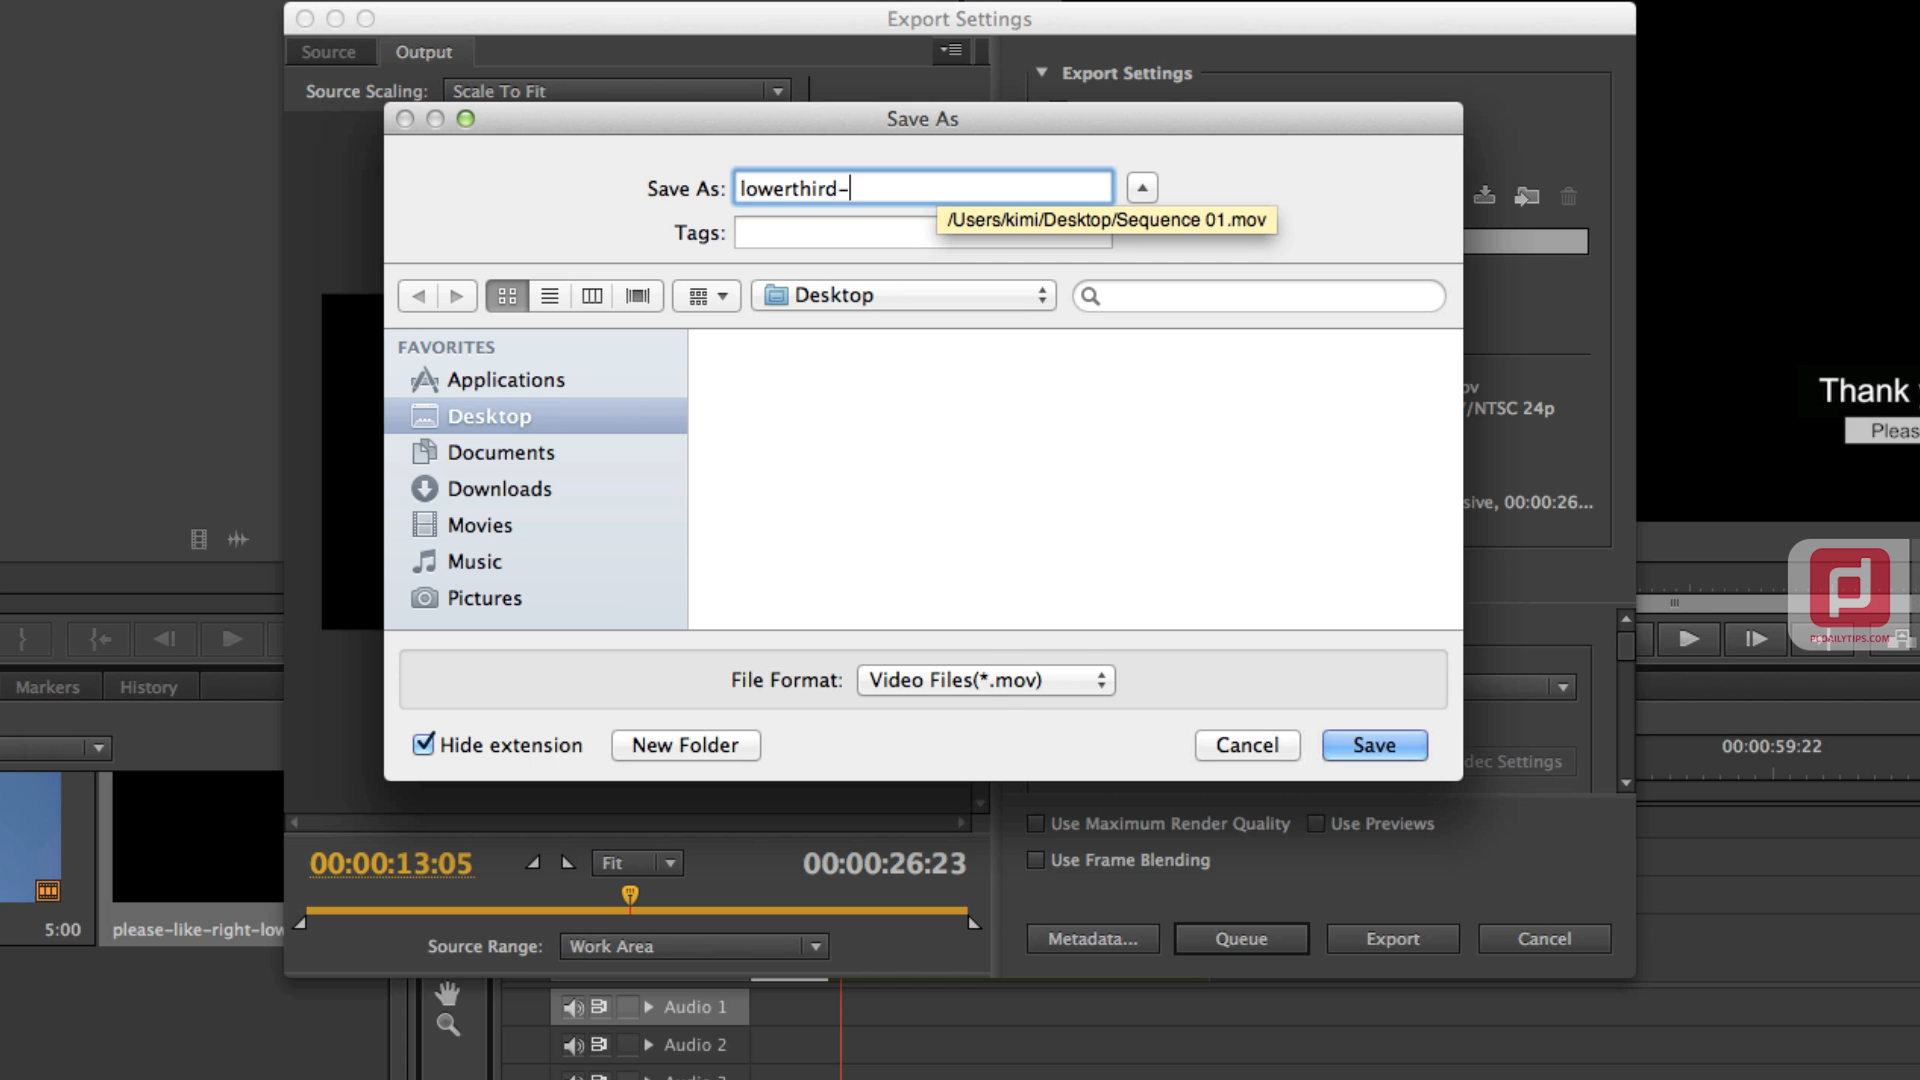 Export Settings
Source
Output
Source Scaling:
Scale To Fit
Export Settings
Save As
Save As:
lowerthird-
/Users/kimi/Desktop/Sequence 01.mov
Tags:
Desktop
FAVORITES
Applications
Desktop
Documents
Downloads
Movies
Music
Pictures
/NTSC 24p
sive, 00:00:26...
Thank
Pleas
PPDAILYTIPS.COM
File Format:
Video Files(*.mov)
Markers
History
Hide extension
New Folder
Cancel
Save
00:00:59:22
dec Settings
Use Maximum Render Quality
Use Previews
Use Frame Blending
00:00:13:05
Fit
00:00:26:23
5:00
please-like-right-low
Source Range:
Work Area
Metadata...
Queue
Export
Cancel
Audio 1
Audio 2